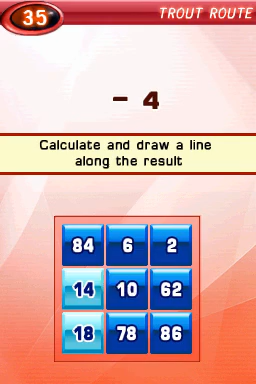 35
TROUT ROUTE
- 4
Calculate and draw a line
along the result
84 6 2
14 10 62
18 78 86